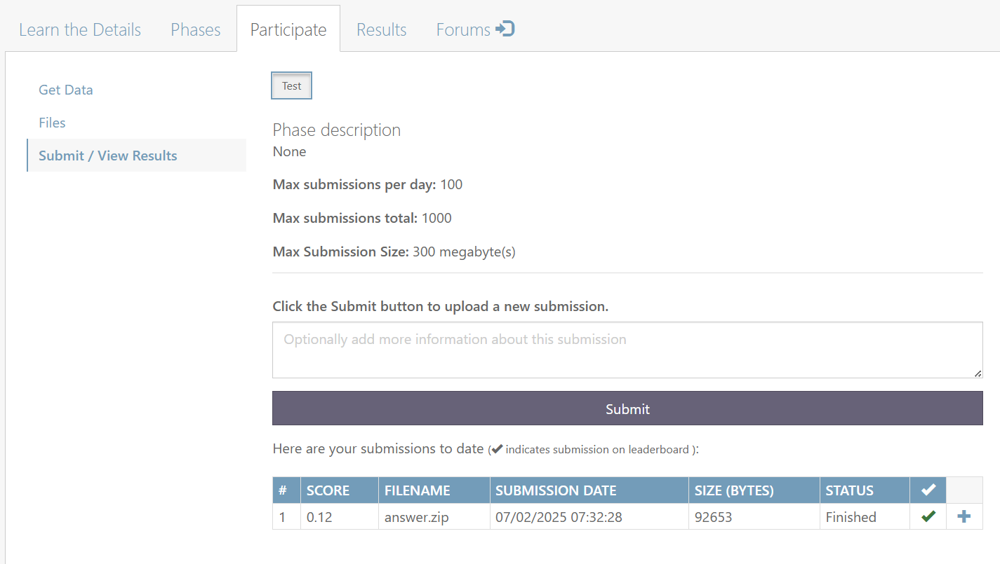 Learn the Details Phases Participate Results Forums
Get Data
Files
Submit / View Results
Test
Phase description
None
Max submissions per day: 100
Max submissions total: 1000
Max Submission Size: 300 megabyte(s)
Click the Submit button to upload a new submission.
Optionally add more information about this submission
Submit
Here are your submissions to date (✔ indicates submission on leaderboard ):
# SCORE FILENAME SUBMISSION DATE SIZE (BYTES) STATUS ✔
1 0.12 answer.zip 07/02/2025 07:32:28 92653 Finished ✔ +